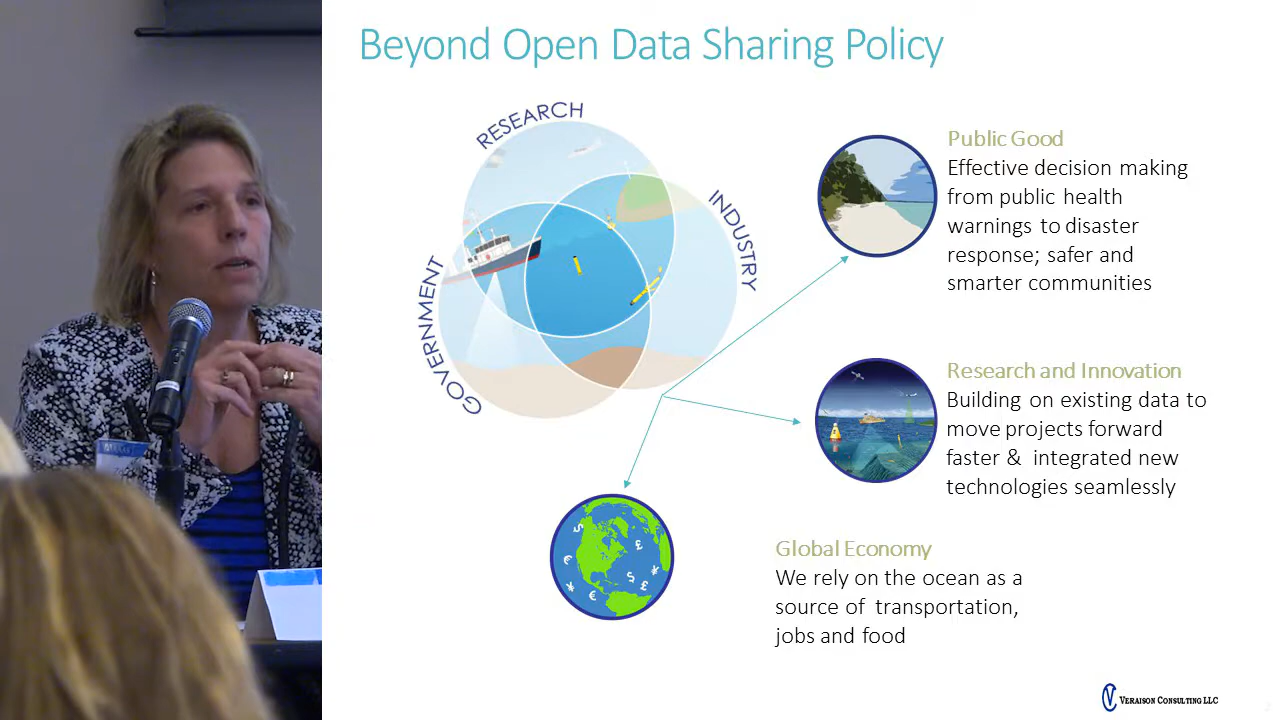 Beyond Open Data Sharing Policy
RESEARCH
INDUSTRY
GOVERNMENT
Public Good
Effective decision making
from public health
warnings to disaster
response; safer and
smarter communities
Research and Innovation
Building on existing data to
move projects forward
faster & integrated new
technologies seamlessly
Global Economy
We rely on the ocean as a
source of transportation,
jobs and food
VERAISON CONSULTING LLC